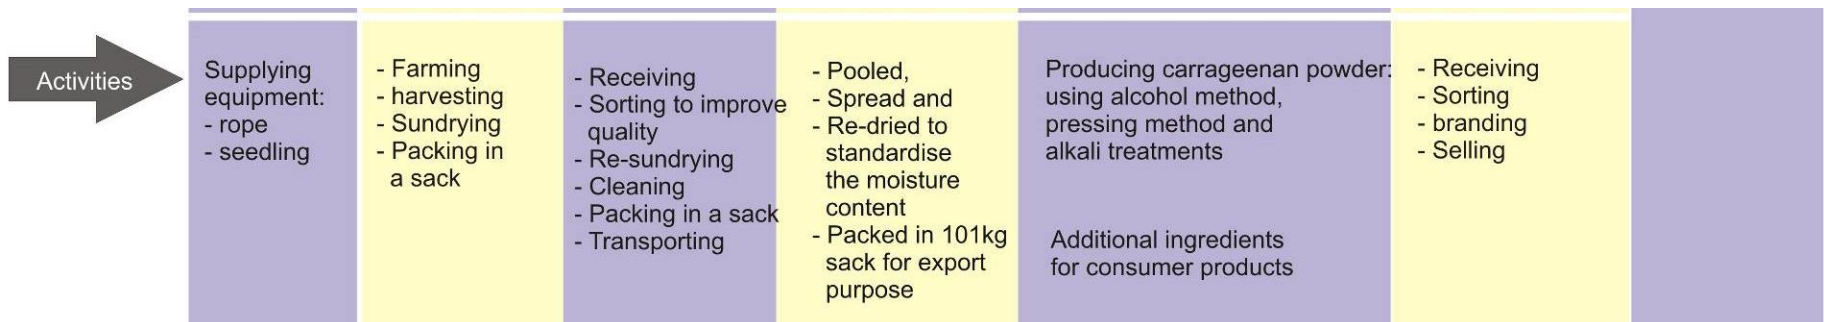 Activities
Supplying
equipment:
- rope
- seedling
- Farming
- harvesting
- Sundrying
- Packing in
a sack
- Receiving
- Sorting to improve
quality
- Re-sundrying
- Cleaning
- Packing in a sack
- Transporting
- Pooled,
- Spread and
- Re-dried to
standardise
the moisture
content
- Packed in 101kg
sack for export
purpose
Producing carrageenan powder:
using alcohol method,
pressing method and
alkali treatments
Additional ingredients
for consumer products
- Receiving
- Sorting
- branding
- Selling